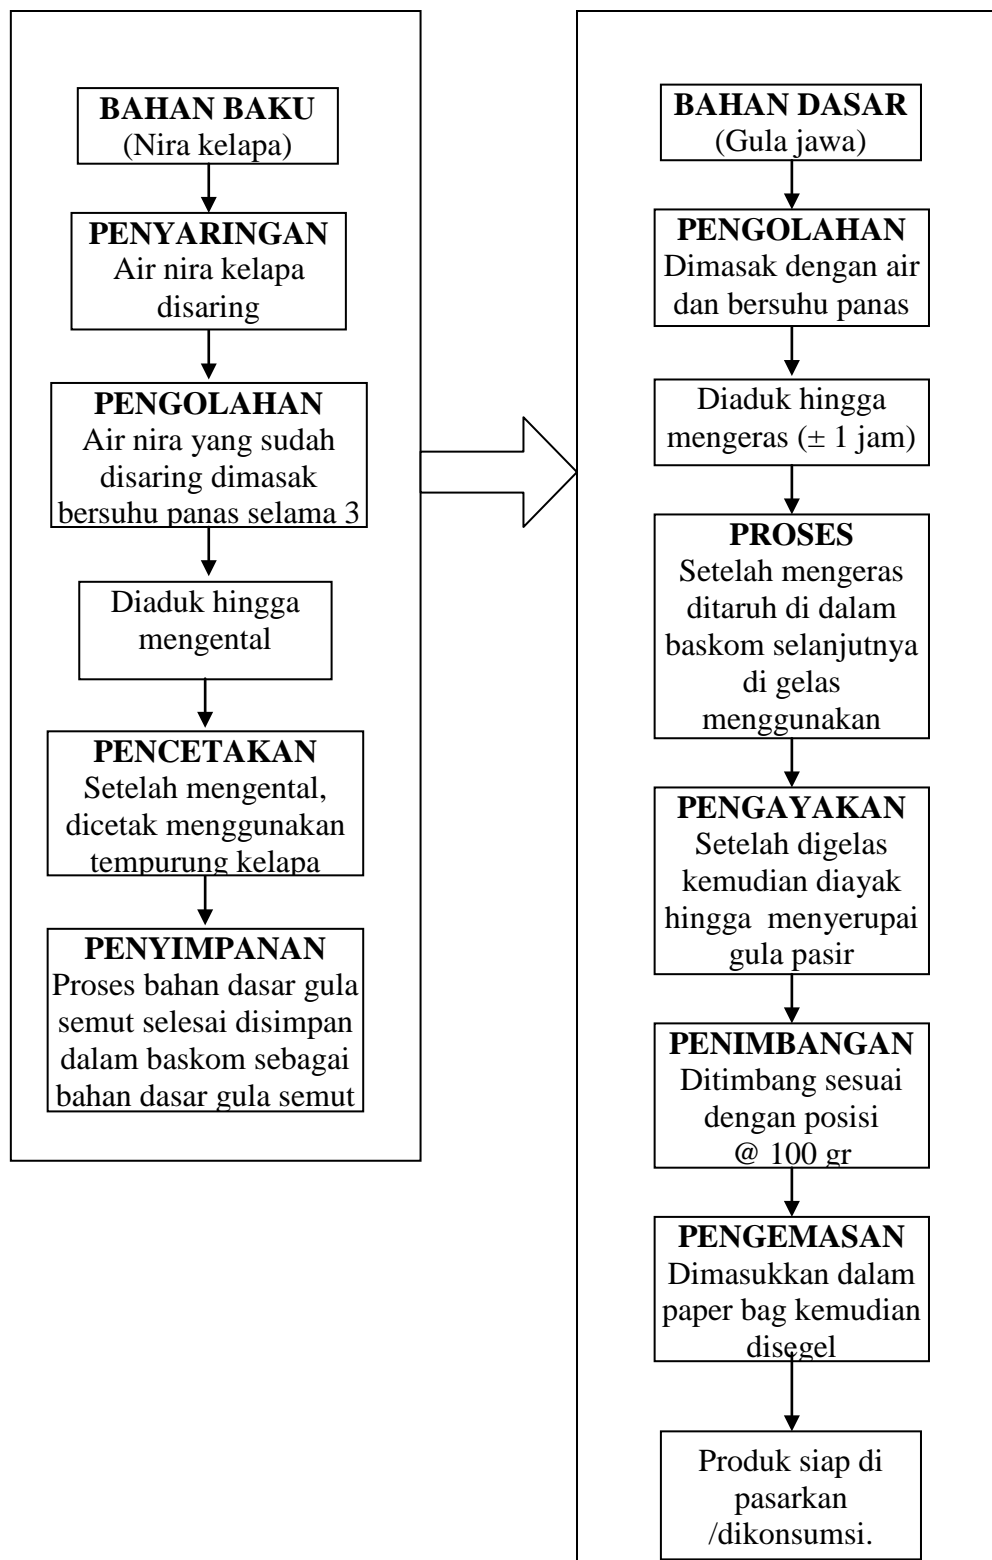 BAHAN BAKU
(Nira kelapa)
PENYARINGAN
Air nira kelapa
disaring
PENGOLAHAN
Air nira yang sudah
disaring dimasak
bersuhu panas selama 3
Diaduk hingga
mengental
PENCETAKAN
Setelah mengental,
dicetak menggunakan
tempurung kelapa
PENYIMPANAN
Proses bahan dasar gula
semut selesai disimpan
dalam baskom sebagai
bahan dasar gula semut
BAHAN DASAR
(Gula jawa)
PENGOLAHAN
Dimasak dengan air
dan bersuhu panas
Diaduk hingga
mengeras (± 1 jam)
PROSES
Setelah mengeras
ditaruh di dalam
baskom selanjutnya
di gelas
menggunakan
PENGAYAKAN
Setelah digelas
kemudian diayak
hingga  menyerupai
gula pasir
PENIMBANGAN
Ditimbang sesuai
dengan posisi
@ 100 gr
PENGEMASAN
Dimasukkan dalam
paper bag kemudian
disegel
Produk siap di
pasarkan
/dikonsumsi.